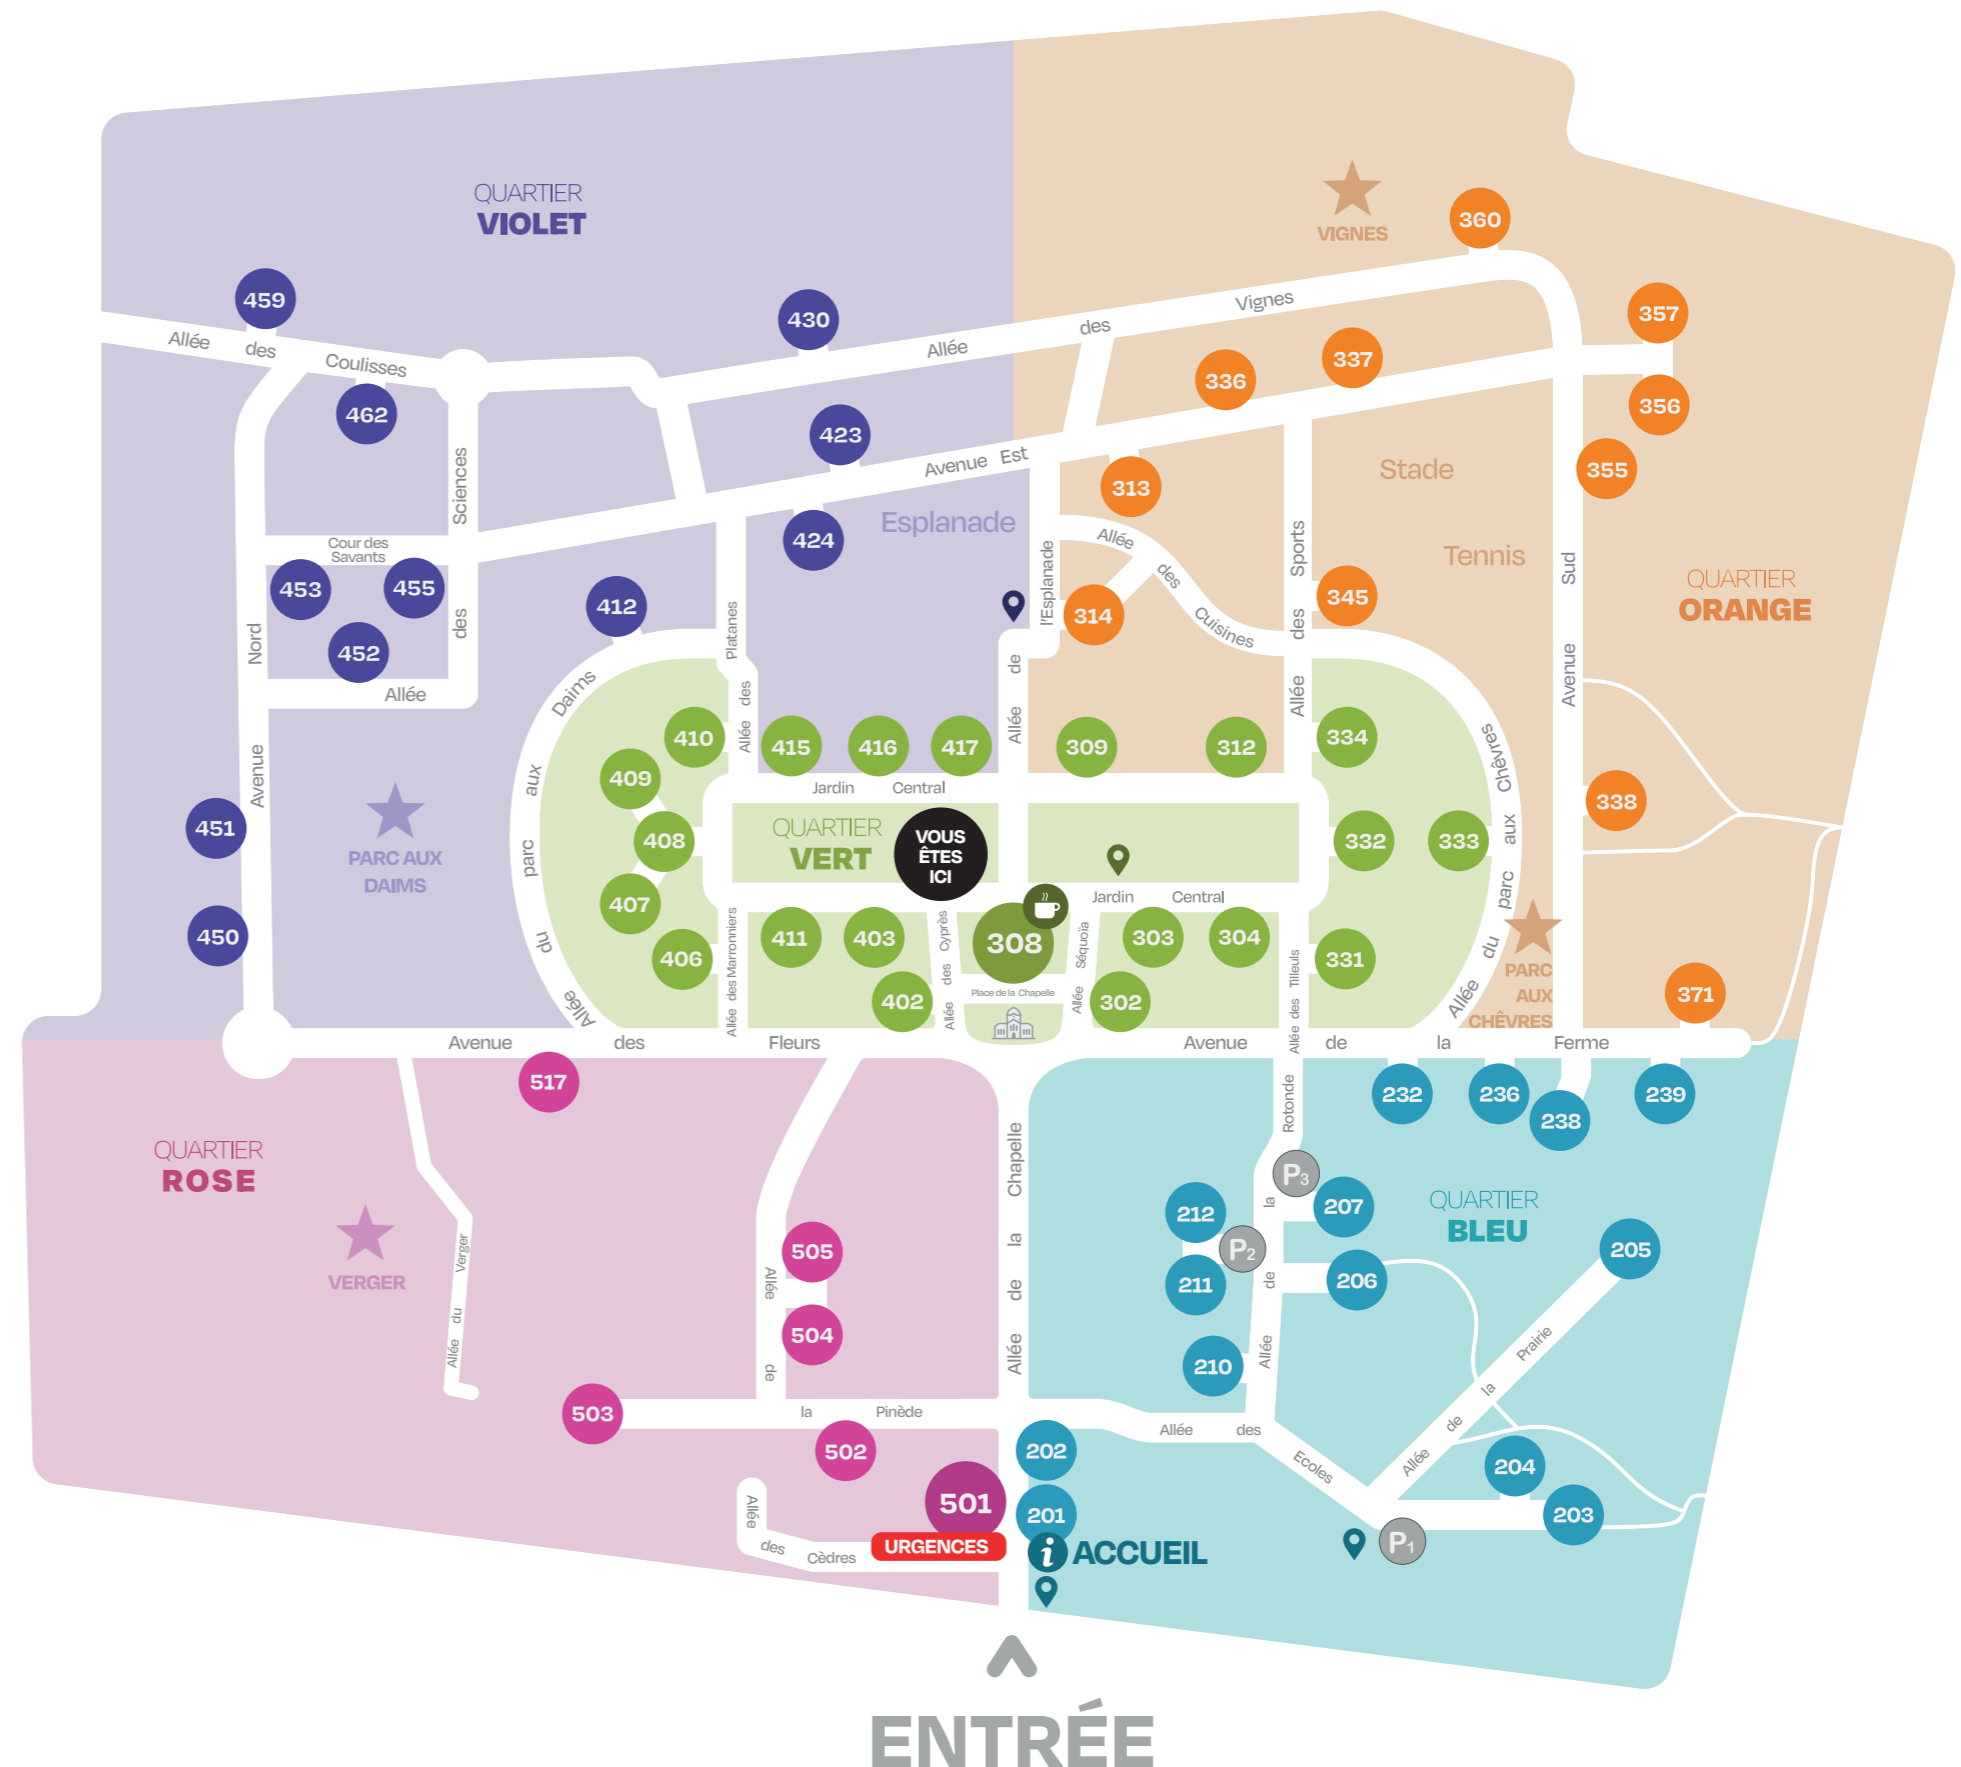 QUARTIER
VIOLET
VIGNES
360
459
430
357
Allée des Coulisses
Allée des Vignes
336
337
462
423
356
Avenue Est
355
Stade
313
424
Esplanade
Tennis
Cour des
Savants
453
455
412
452
Allée des Sciences
314
345
QUARTIER
ORANGE
Allée des Cuisines
Allée de l'Esplanade
Allée des Sports
Avenue Sud
Avenue Nord
Allée des Platanes
410
415
416
417
309
312
334
409
Jardin Central
338
451
PARC AUX
DAIMS
408
407
QUARTIER
VERT
VOUS
ÊTES
ICI
332
333
Allée du parc aux Daims
Allée du parc aux Chèvres
Jardin Central
450
406
411
403
308
303
304
331
402
302
Allée des Marronniers
Allée des Cyprès
Allée Séquoïa
Allée des Tilleuls
Place de la Chapelle
PARC
AUX
CHÈVRES
371
Avenue des Fleurs
Avenue de la Ferme
517
232
236
238
239
QUARTIER
ROSE
VERGER
Allée du Verger
505
504
503
502
Allée de la Pinède
Allée de la Chapelle
Allée de la Rotonde
P3
212
207
P2
211
206
210
QUARTIER
BLEU
205
Allée de la Prairie
Allée des Ecoles
202
204
203
501
201
URGENCES
i ACCUEIL
P1
Allée des Cèdres
ENTRÉE